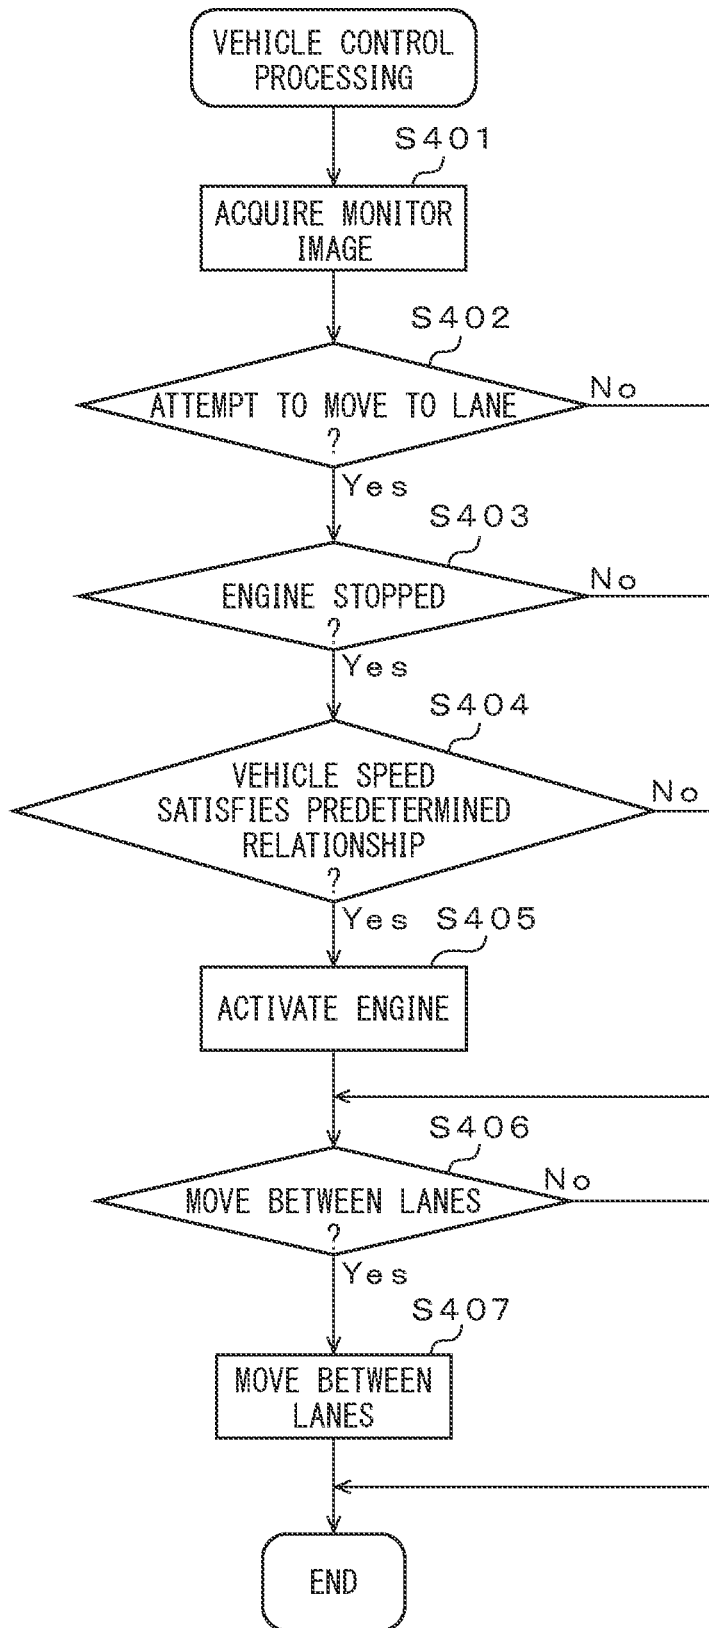 VEHICLE CONTROL
PROCESSING
S401
ACQUIRE MONITOR
IMAGE
S402
ATTEMPT TO MOVE TO LANE
?
No
Yes
S403
ENGINE STOPPED
?
No
Yes
S404
VEHICLE SPEED
SATISFIES PREDETERMINED
RELATIONSHIP
?
No
Yes
S405
ACTIVATE ENGINE
S406
MOVE BETWEEN LANES
?
No
Yes
S407
MOVE BETWEEN
LANES
END